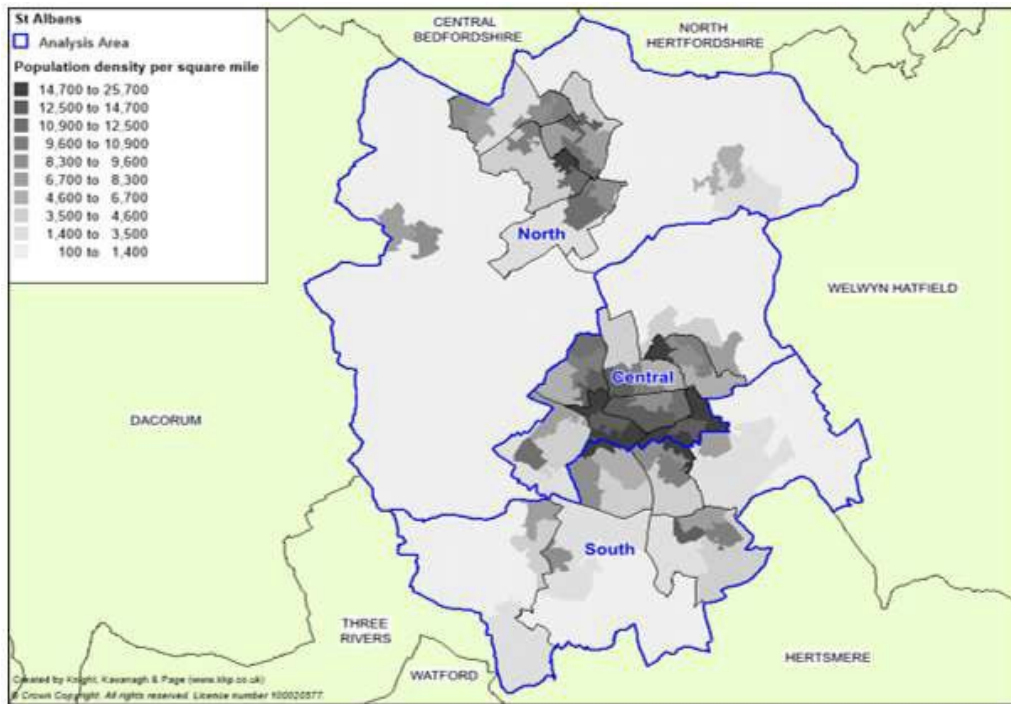 St Albans
Analysis Area
Population density per square mile
14,700 to 25,700
12,500 to 14,700
10,900 to 12,500
9,600 to 10,900
8,300 to 9,600
6,700 to 8,300
4,600 to 6,700
3,500 to 4,600
1,400 to 3,500
100 to 1,400
CENTRAL
BEDFORDSHIRE
NORTH
HERTFORDSHIRE
North
WELWYN HATFIELD
Central
DACORUM
South
THREE
RIVERS
WATFORD
HERTSMERE
Created by Knight, Kavanagh & Page (www.kkp.co.uk)
© Crown Copyright. All rights reserved. Licence number 100020577.